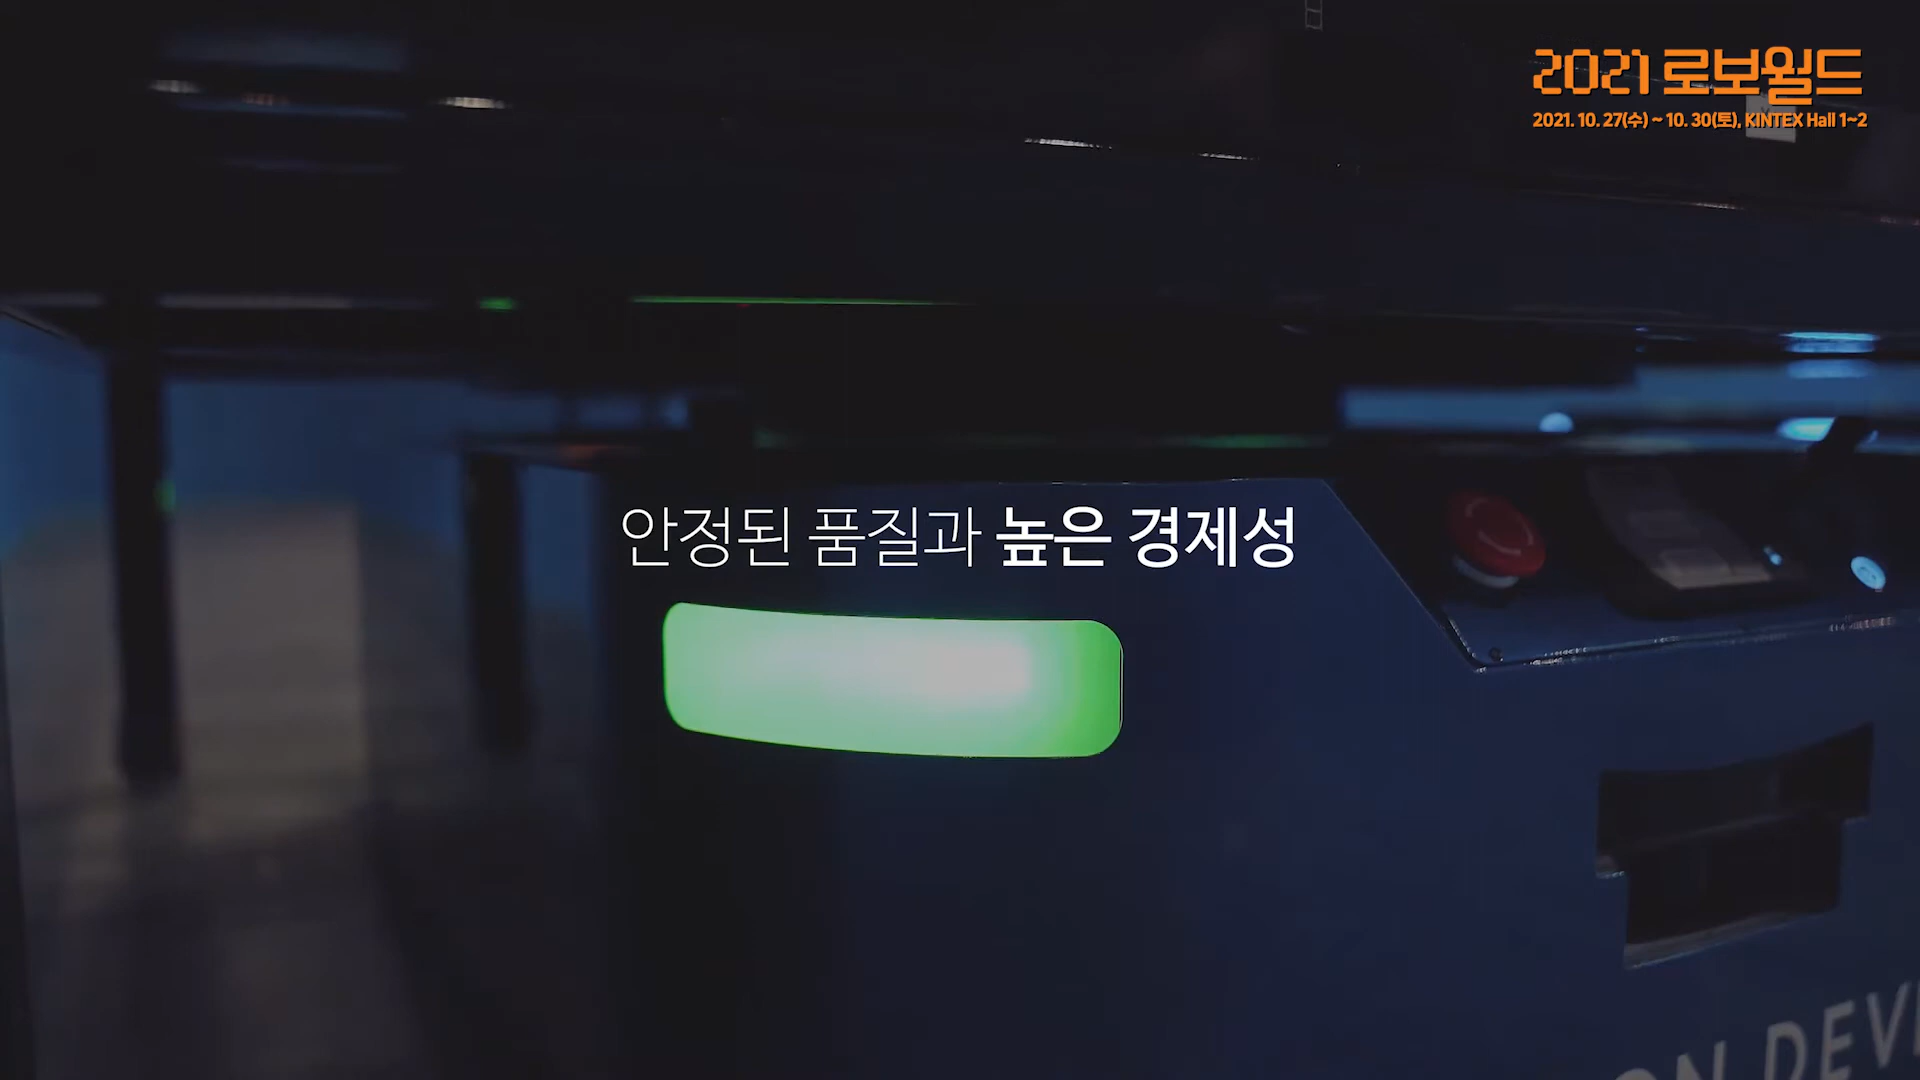 2021 로보월드
2021. 10. 27(수) ~ 10. 30(토), KINTEX Hall 1~2
안정된 품질과 높은 경제성